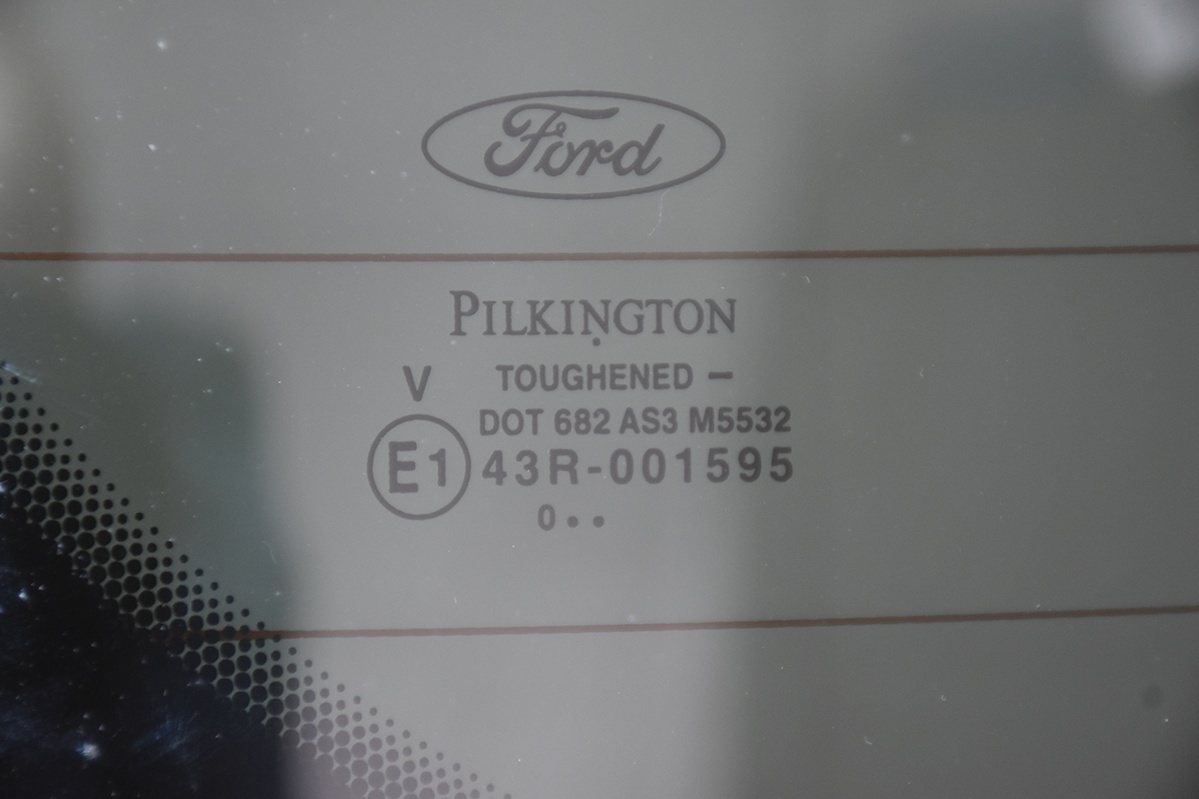 Ford
PILKINGTON
V TOUGHENED –
DOT 682 AS3 M5532
E1 43R-001595
0••